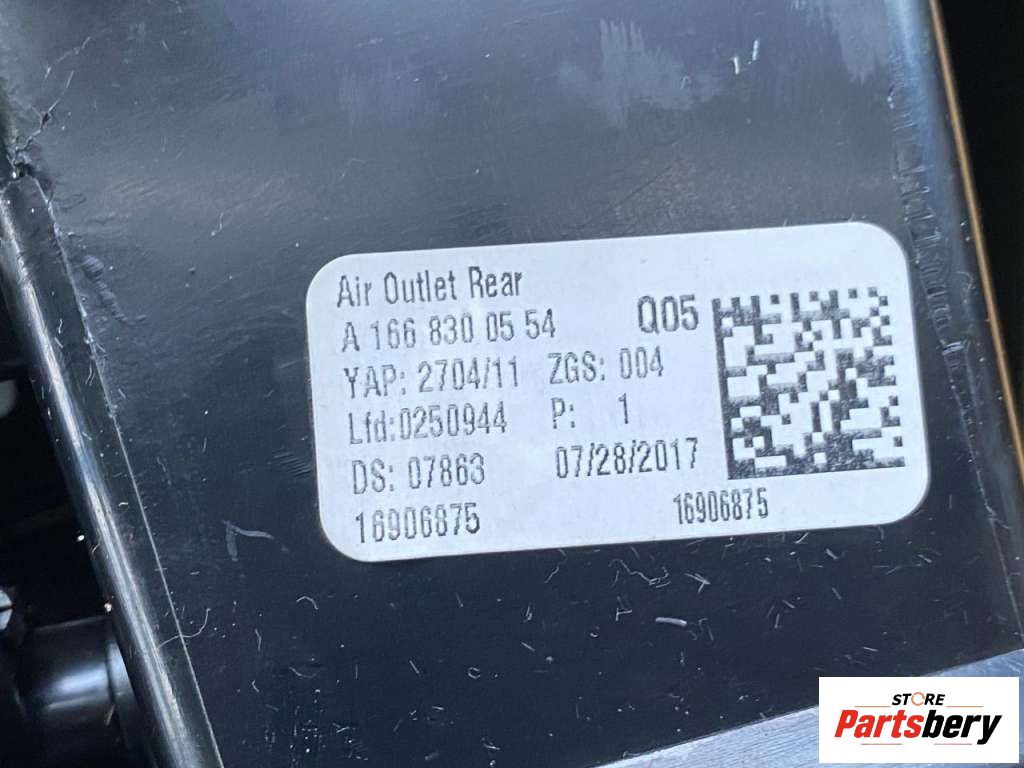 Air Outlet Rear
A 166 830 05 54 Q05
YAP: 2704/11 ZGS: 004
Lfd:0250944 P: 1
DS: 07863 07/28/2017
16906875 16906875
STORE
Partsbery